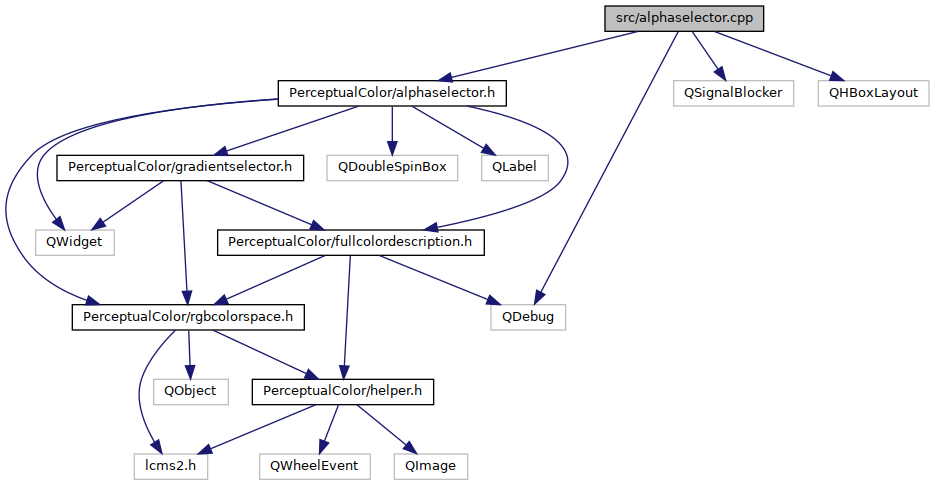 src/alphaselector.cpp
PerceptualColor/alphaselector.h
QSignalBlocker
QHBoxLayout
PerceptualColor/gradientselector.h
QDoubleSpinBox
QLabel
QWidget
PerceptualColor/fullcolordescription.h
PerceptualColor/rgbcolorspace.h
QDebug
QObject
PerceptualColor/helper.h
lcms2.h
QWheelEvent
QImage